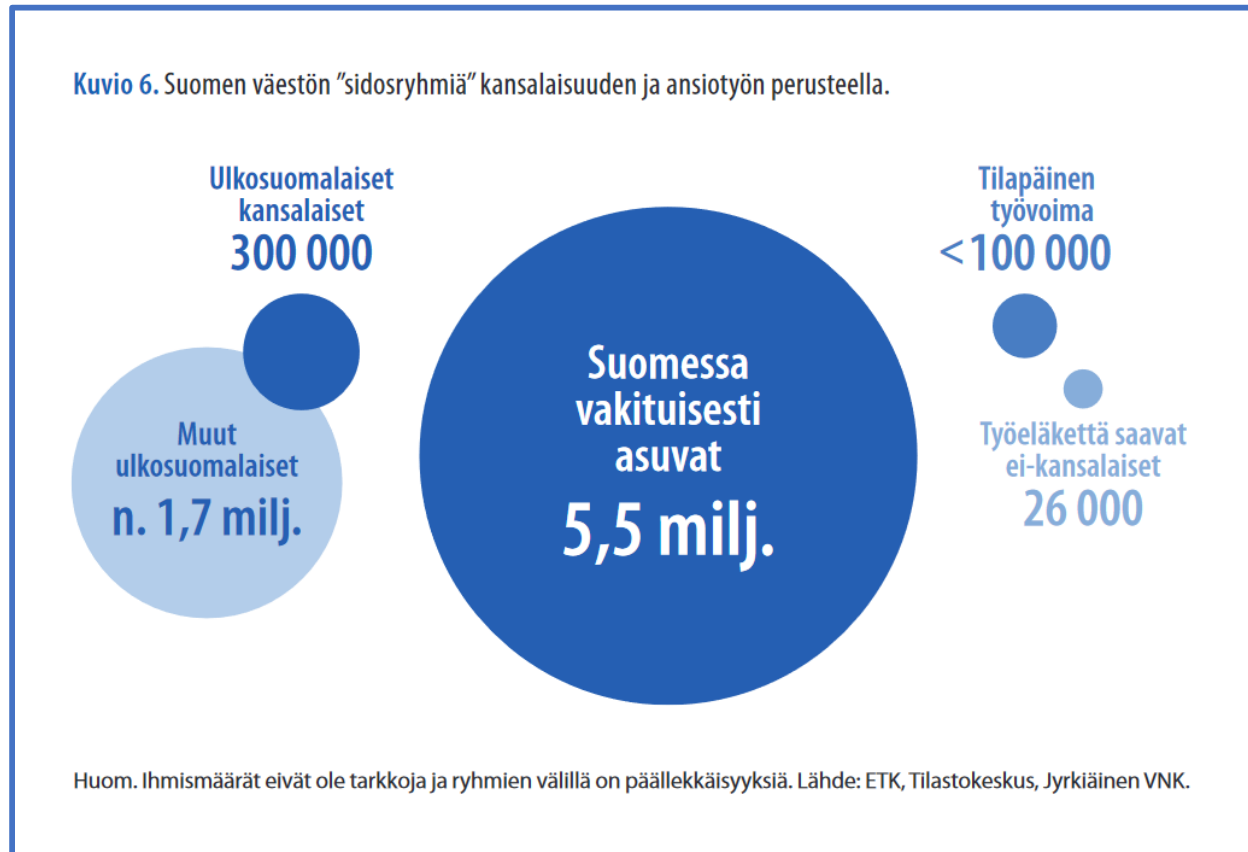 Kuvio 6. Suomen väestön ”sidosryhmiä” kansalaisuuden ja ansiotyön perusteella.
Ulkosuomalaiset
kansalaiset
300 000
Muut
ulkosuomalaiset
n. 1,7 milj.
Suomessa
vakituisesti
asuvat
5,5 milj.
Tilapäinen
työvoima
<100 000
Työeläkettä saavat
ei-kansalaiset
26 000
Huom. Ihmismäärät eivät ole tarkkoja ja ryhmien välillä on päällekkäisyyksiä. Lähde: ETK, Tilastokeskus, Jyrkiäinen VNK.